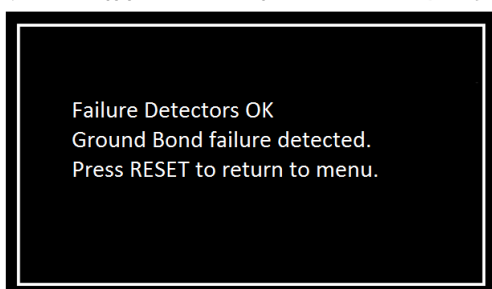 Failure Detectors OK
Ground Bond failure detected.
Press RESET to return to menu.